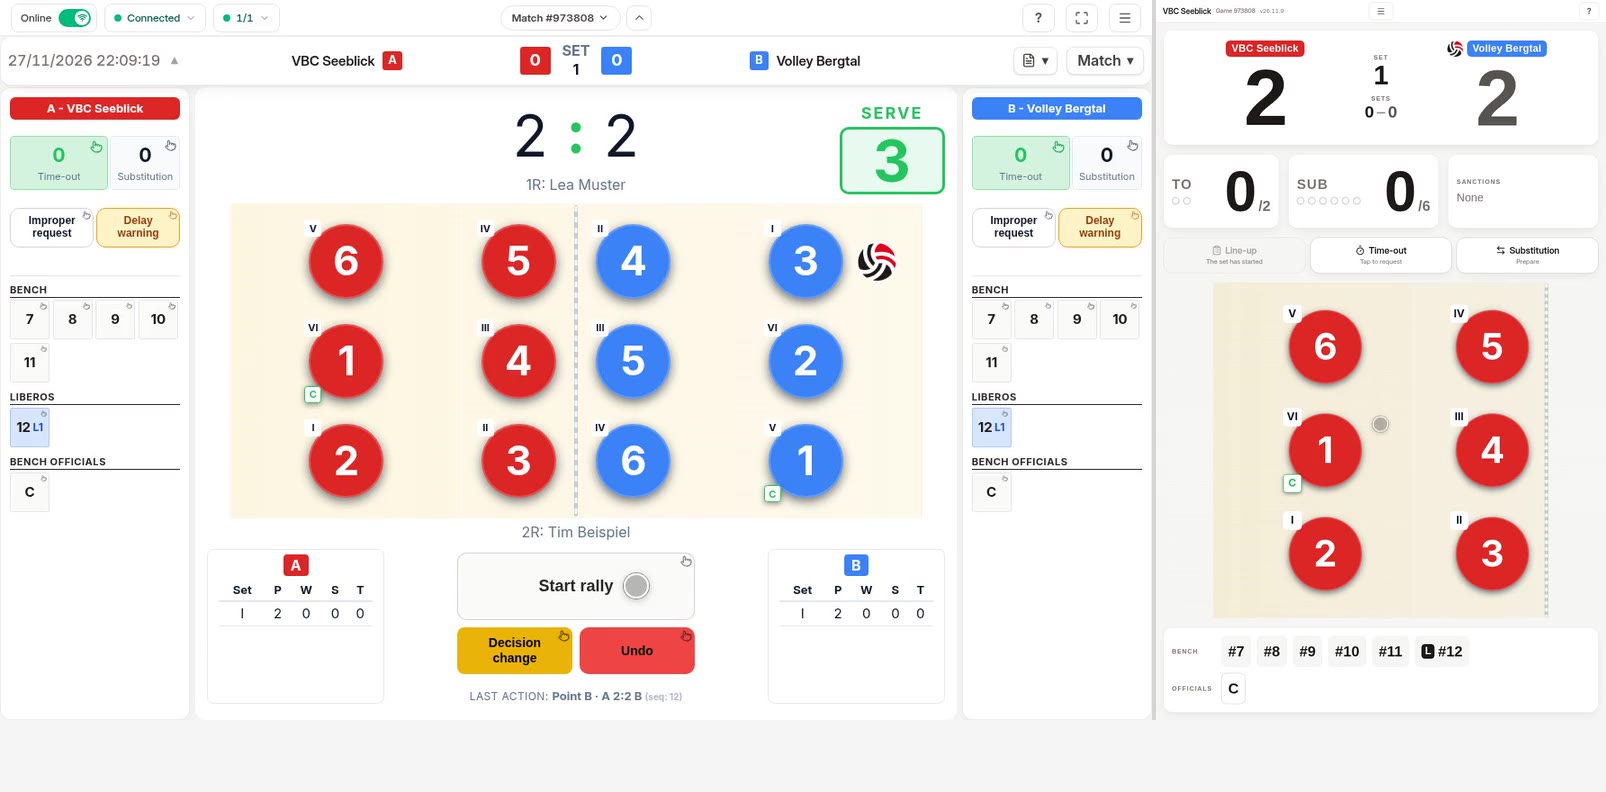 Online
Connected
1/1
Match #973808
?
27/11/2026 22:09:19 ▲
VBC Seeblick A
0 SET 1 0
B Volley Bergtal
▾
Match ▾
A - VBC Seeblick
0 Time-out
0 Substitution
Improper request
Delay warning
BENCH
7 8 9 10
11
LIBEROS
12 L1
BENCH OFFICIALS
C
2 : 2
SERVE
3
1R: Lea Muster
V 6 IV 5 II 4 I 3
VI 1 C III 4 III 5 VI 2
I 2 II 3 IV 6 V 1 C
2R: Tim Beispiel
A
Set P W S T
I 2 0 0 0
Start rally
Decision change
Undo
LAST ACTION: Point B · A 2:2 B (seq: 12)
B
Set P W S T
I 2 0 0 0
B - Volley Bergtal
0 Time-out
0 Substitution
Improper request
Delay warning
BENCH
7 8 9 10
11
LIBEROS
12 L1
BENCH OFFICIALS
C
VBC Seeblick Game 973808 v26.11.9
?
VBC Seeblick
2
SET
1
SETS
0–0
Volley Bergtal
2
TO 0/2
SUB 0/6
SANCTIONS
None
Line-up
The set has started
Time-out
Tap to request
Substitution
Prepare
V 6 IV 5
VI 1 C III 4
I 2 II 3
BENCH #7 #8 #9 #10 #11 L #12
OFFICIALS C